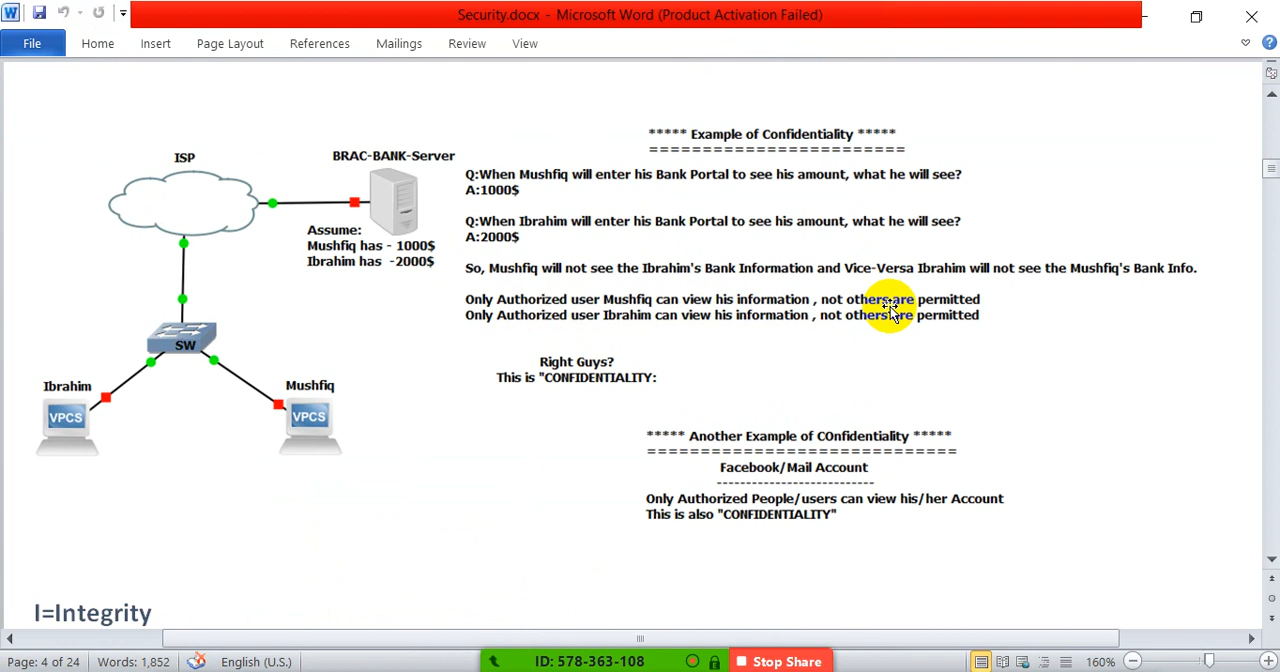 Security.docx - Microsoft Word (Product Activation Failed)
File Home Insert Page Layout References Mailings Review View
ISP
BRAC-BANK-Server
Assume:
Mushfiq has - 1000$
Ibrahim has -2000$
SW
Ibrahim
Mushfiq
VPCS
VPCS
***** Example of Confidentiality *****
========================
Q:When Mushfiq will enter his Bank Portal to see his amount, what he will see?
A:1000$
Q:When Ibrahim will enter his Bank Portal to see his amount, what he will see?
A:2000$
So, Mushfiq will not see the Ibrahim's Bank Information and Vice-Versa Ibrahim will not see the Mushfiq's Bank Info.
Only Authorized user Mushfiq can view his information , not others are permitted
Only Authorized user Ibrahim can view his information , not others are permitted
Right Guys?
This is "CONFIDENTIALITY:
***** Another Example of COnfidentiality *****
=============================
Facebook/Mail Account
--------------------------
Only Authorized People/users can view his/her Account
This is also "CONFIDENTIALITY"
I=Integrity
Page: 4 of 24 Words: 1,852 English (U.S.) ID: 578-363-108 Stop Share 160%